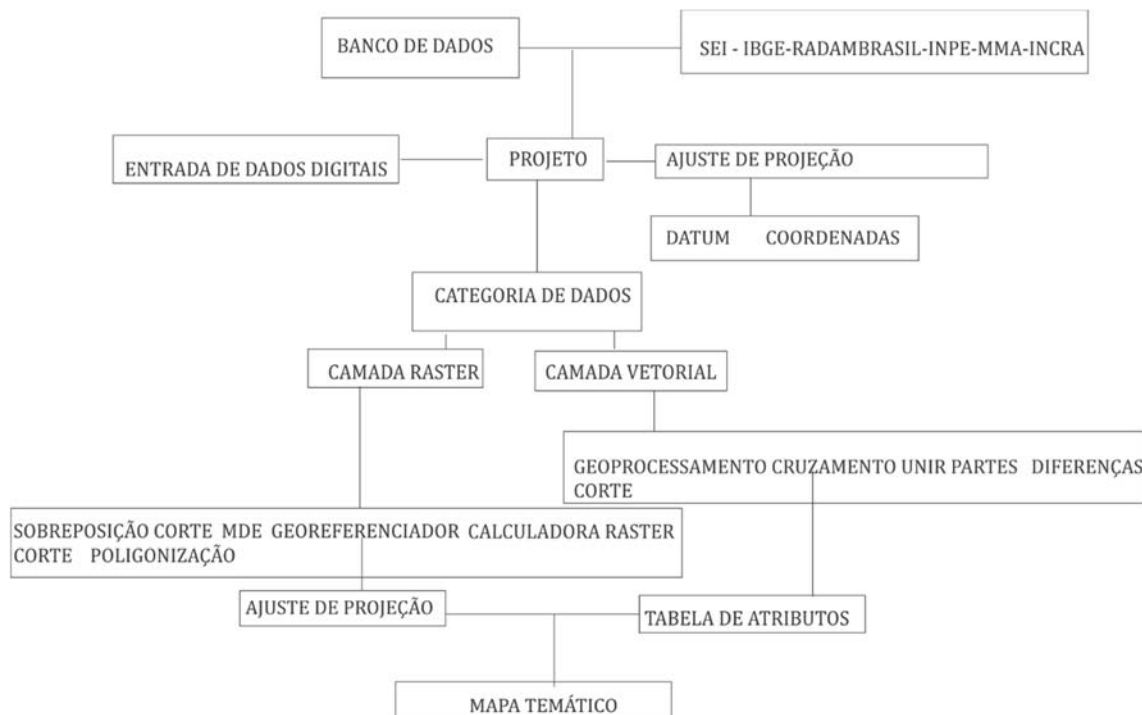 BANCO DE DADOS
SEI - IBGE-RADAMBRASIL-INPE-MMA-INCRA
ENTRADA DE DADOS DIGITAIS
PROJETO
AJUSTE DE PROJEÇÃO
DATUM COORDENADAS
CATEGORIA DE DADOS
CAMADA RASTER
CAMADA VETORIAL
GEOPROCESSAMENTO CRUZAMENTO UNIR PARTES DIFERENÇAS
CORTE
SOBREPOSIÇÃO CORTE MDE GEOREFERENCIADOR CALCULADORA RASTER
CORTE POLIGONIZAÇÃO
AJUSTE DE PROJEÇÃO
TABELA DE ATRIBUTOS
MAPA TEMÁTICO